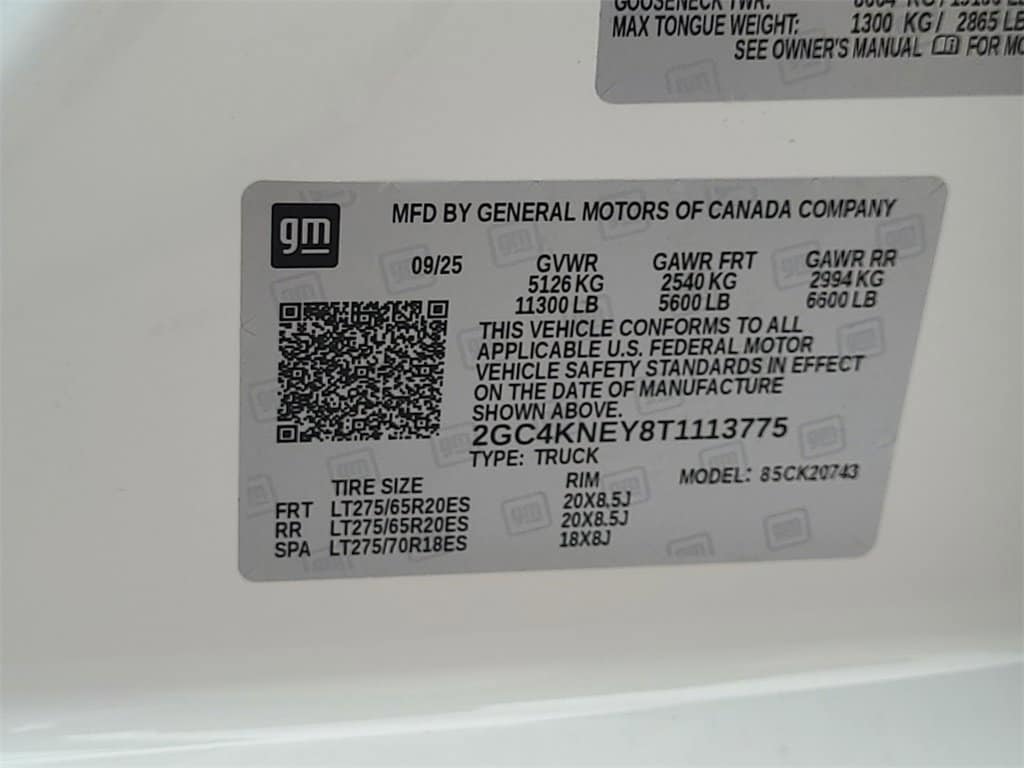 MAX TONGUE WEIGHT: 1300 KG / 2865 LB
SEE OWNER'S MANUAL FOR
gm
MFD BY GENERAL MOTORS OF CANADA COMPANY
09/25 GVWR GAWR FRT GAWR RR
5126 KG 2540 KG 2994 KG
11300 LB 5600 LB 6600 LB
THIS VEHICLE CONFORMS TO ALL
APPLICABLE U.S. FEDERAL MOTOR
VEHICLE SAFETY STANDARDS IN EFFECT
ON THE DATE OF MANUFACTURE
SHOWN ABOVE.
2GC4KNEY8T1113775
TYPE: TRUCK
MODEL: 85CK20743
TIRE SIZE RIM
FRT LT275/65R20ES 20X8.5J
RR LT275/65R20ES 20X8.5J
SPA LT275/70R18ES 18X8J